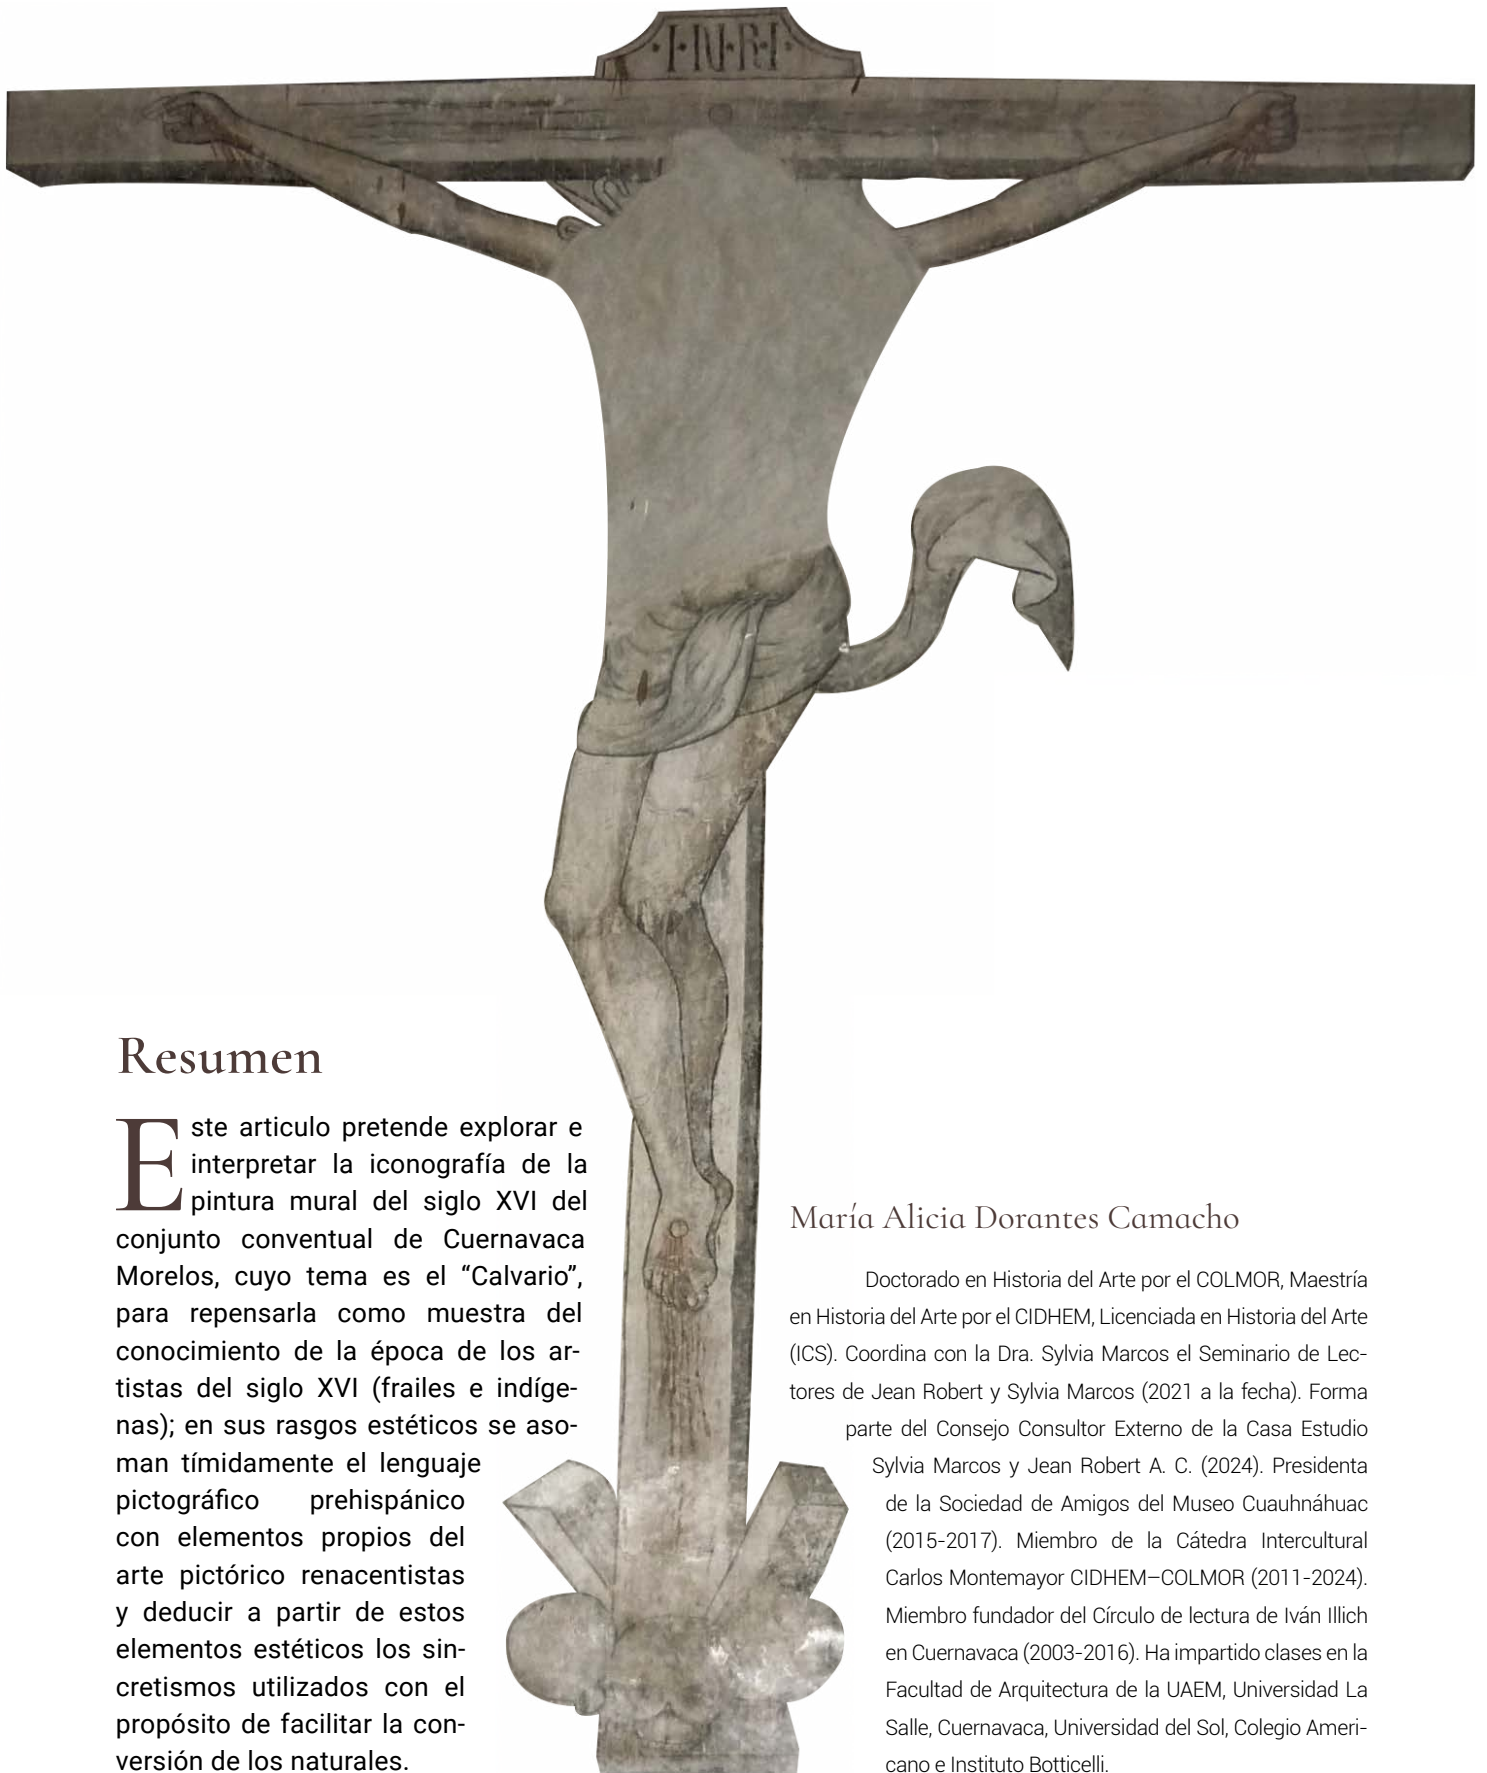 ·I·N·R·I·
Resumen
Este articulo pretende explorar e
interpretar la iconografía de la
pintura mural del siglo XVI del
conjunto conventual de Cuernavaca
Morelos, cuyo tema es el “Calvario”,
para repensarla como muestra del
conocimiento de la época de los ar-
tistas del siglo XVI (frailes e indíge-
nas); en sus rasgos estéticos se aso-
man tímidamente el lenguaje
pictográfico prehispánico
con elementos propios del
arte pictórico renacentistas
y deducir a partir de estos
elementos estéticos los sin-
cretismos utilizados con el
propósito de facilitar la con-
versión de los naturales.
María Alicia Dorantes Camacho
Doctorado en Historia del Arte por el COLMOR, Maestría
en Historia del Arte por el CIDHEM, Licenciada en Historia del Arte
(ICS). Coordina con la Dra. Sylvia Marcos el Seminario de Lec-
tores de Jean Robert y Sylvia Marcos (2021 a la fecha). Forma
parte del Consejo Consultor Externo de la Casa Estudio
Sylvia Marcos y Jean Robert A. C. (2024). Presidenta
de la Sociedad de Amigos del Museo Cuauhnáhuac
(2015-2017). Miembro de la Cátedra Intercultural
Carlos Montemayor CIDHEM–COLMOR (2011-2024).
Miembro fundador del Círculo de lectura de Iván Illich
en Cuernavaca (2003-2016). Ha impartido clases en la
Facultad de Arquitectura de la UAEM, Universidad La
Salle, Cuernavaca, Universidad del Sol, Colegio Ameri-
cano e Instituto Botticelli.